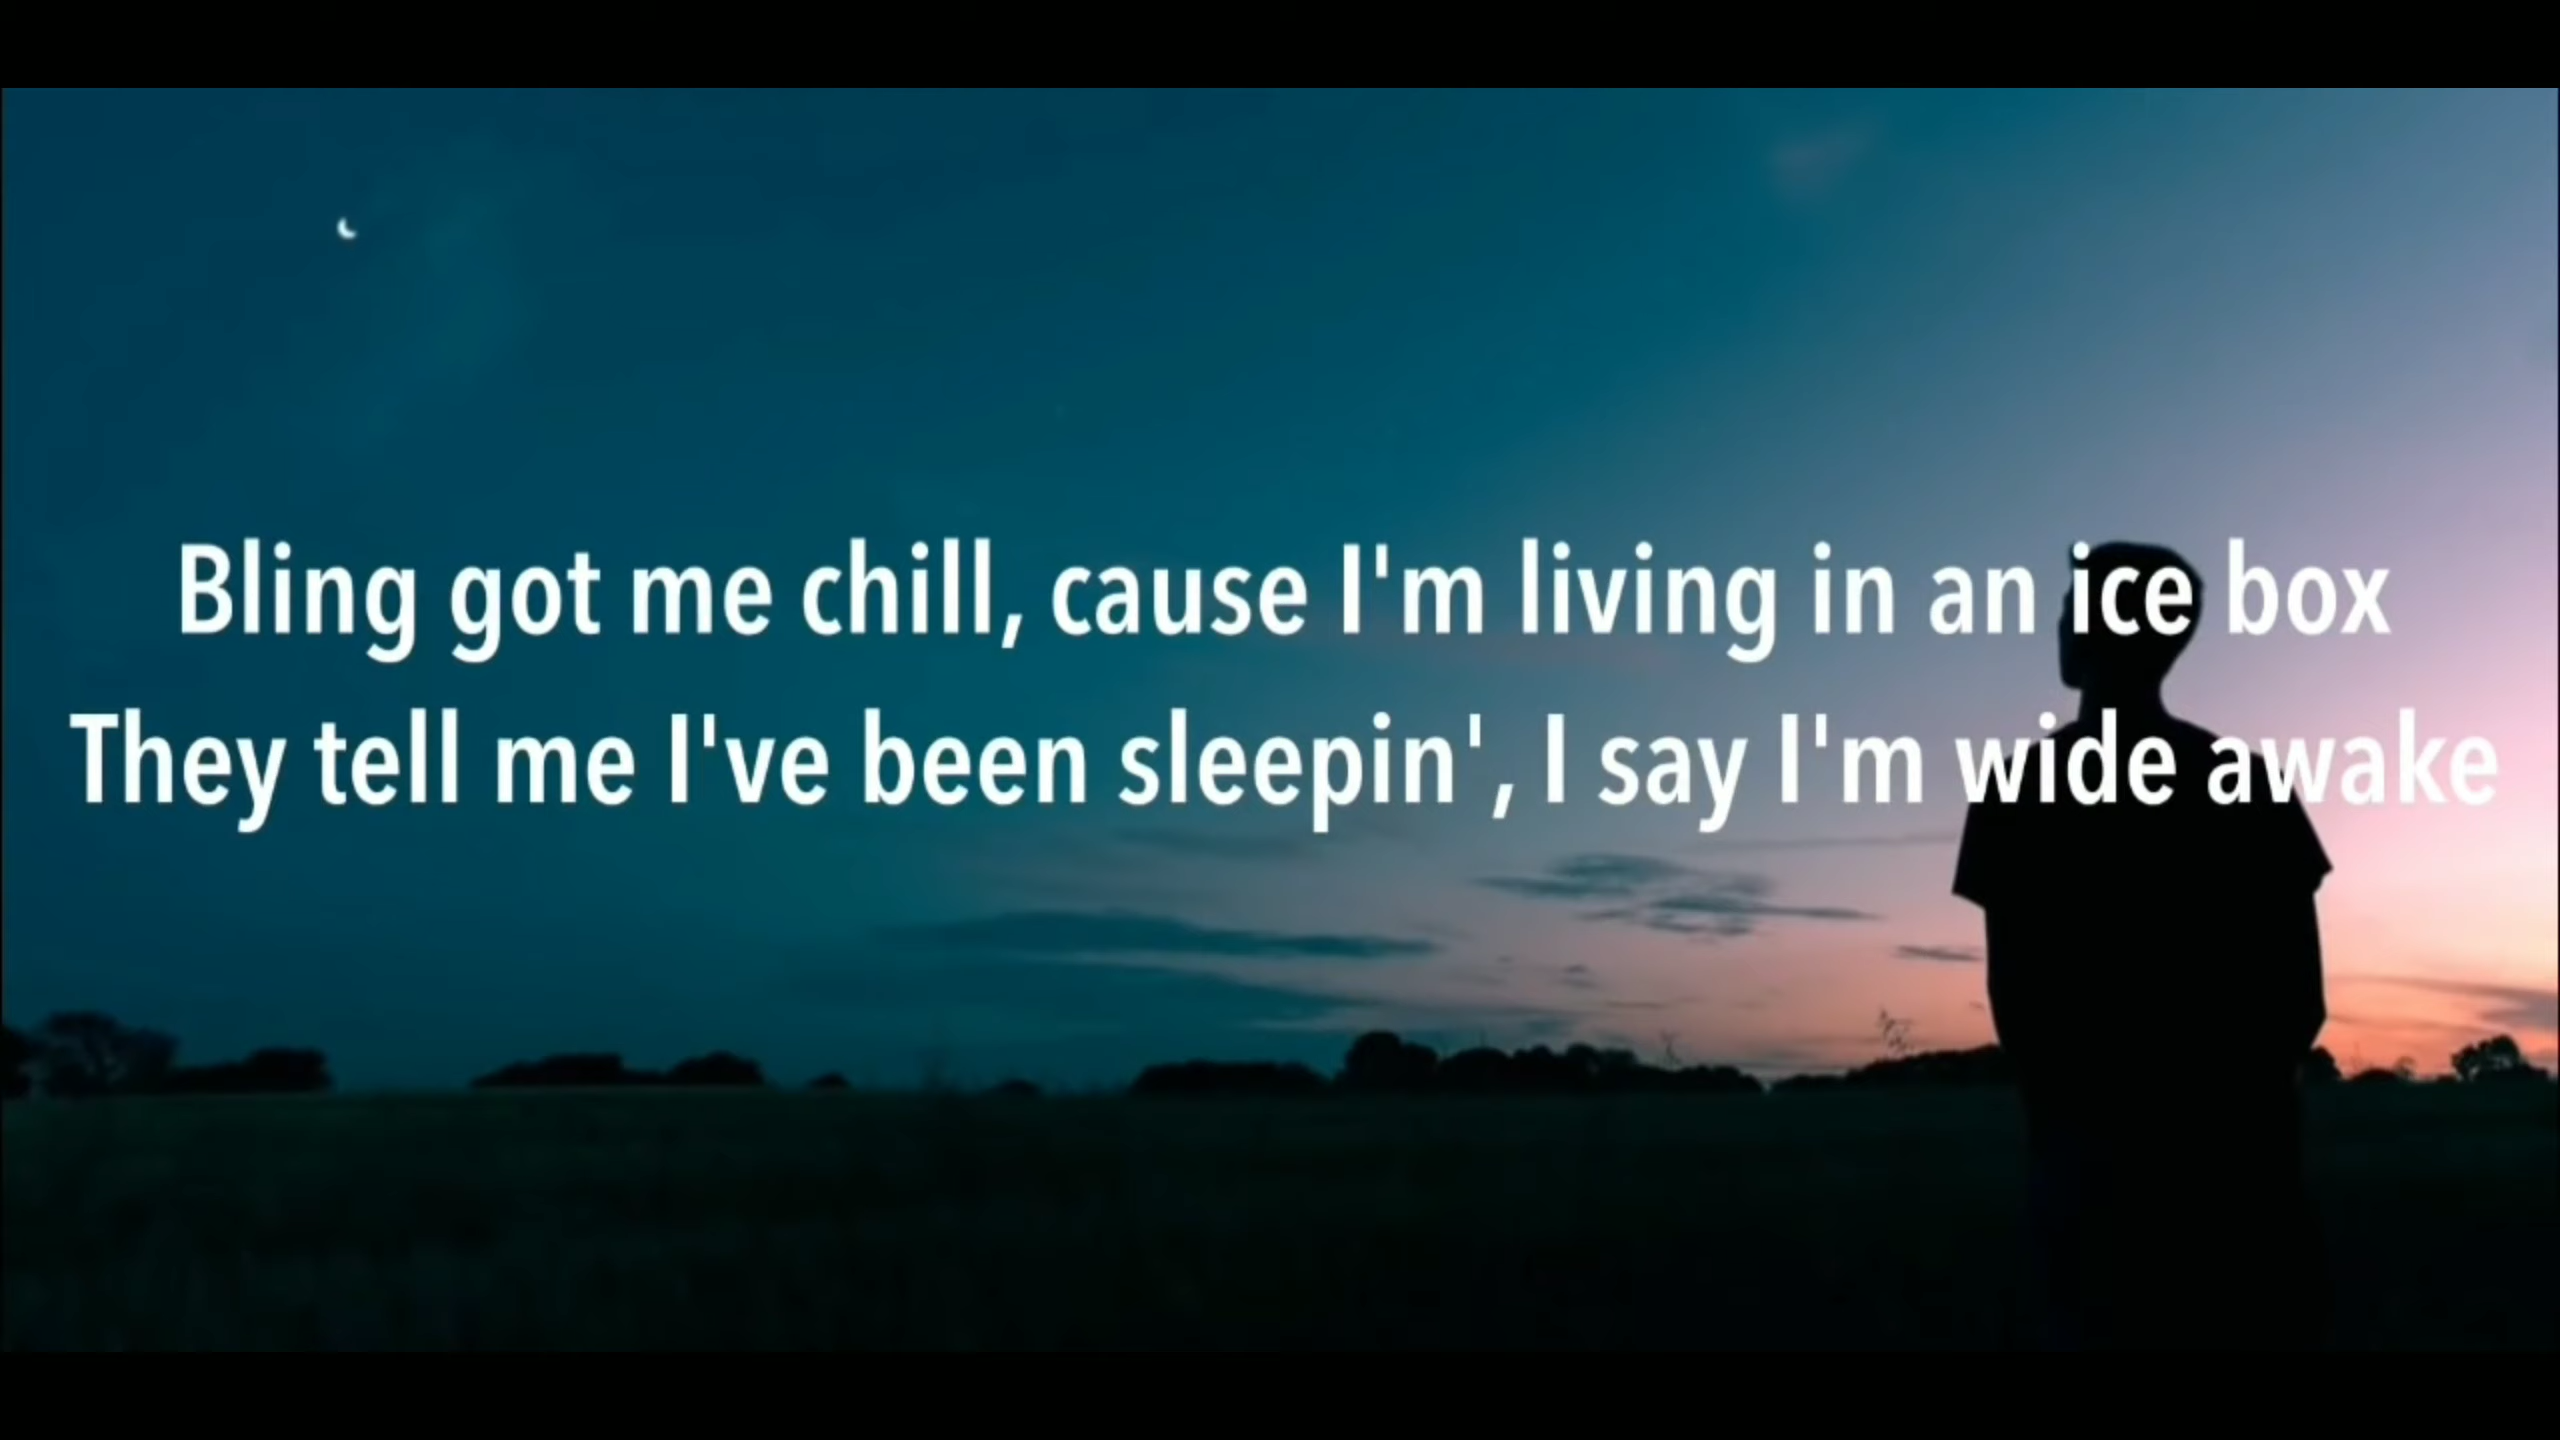 Bling got me chill, cause I'm living in an ice box
They tell me I've been sleepin', I say I'm wide awake